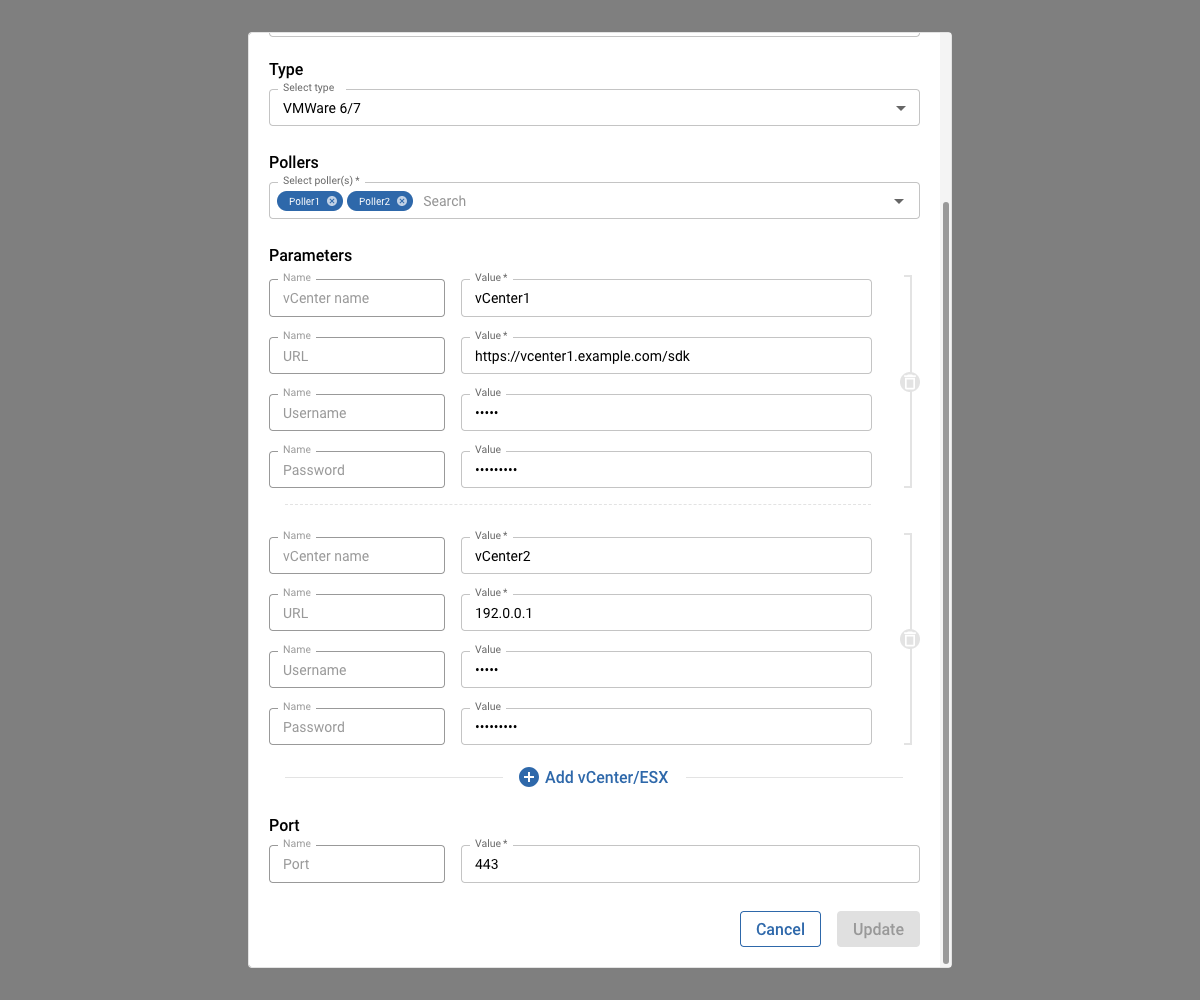 Type
Select type
VMWare 6/7
Pollers
Select poller(s) *
Poller1 Poller2 Search
Parameters
Name Value *
vCenter name vCenter1
Name Value *
URL https://vcenter1.example.com/sdk
Name Value
Username •••••
Name Value
Password •••••••••
Name Value *
vCenter name vCenter2
Name Value *
URL 192.0.0.1
Name Value
Username •••••
Name Value
Password •••••••••
Add vCenter/ESX
Port
Name Value *
Port 443
Cancel Update